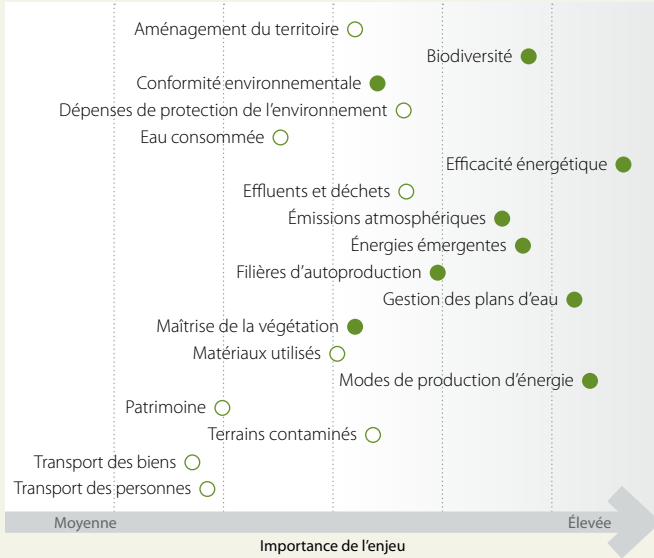 Aménagement du territoire
Biodiversité
Conformité environnementale
Dépenses de protection de l'environnement
Eau consommée
Efficacité énergétique
Effluents et déchets
Émissions atmosphériques
Énergies émergentes
Filières d'autoproduction
Gestion des plans d'eau
Maîtrise de la végétation
Matériaux utilisés
Modes de production d'énergie
Patrimoine
Terrains contaminés
Transport des biens
Transport des personnes
Moyenne Élevée
Importance de l'enjeu